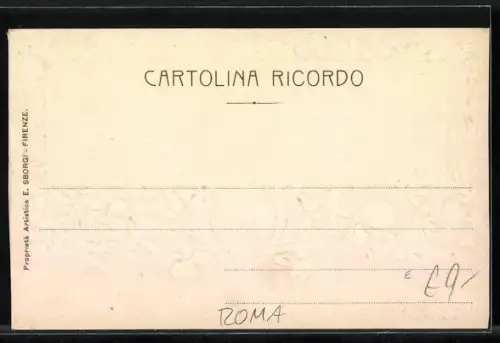 CARTOLINA RICORDO
Proprietà Artistica E. SBORGI - FIRENZE.
€ £9-
ROMA